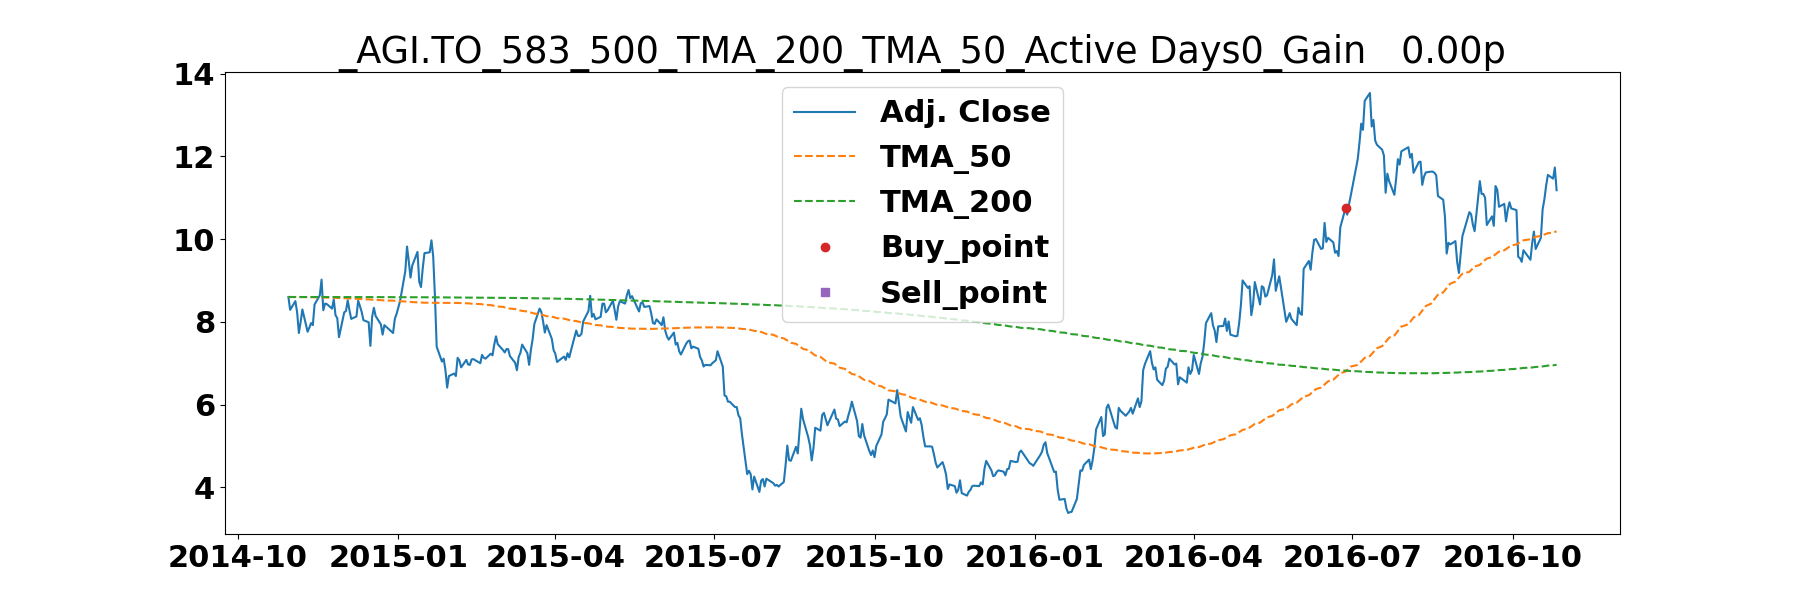 _AGI.TO_583_500_TMA_200_TMA_50_Active Days0_Gain   0.00p
14
12
10
8
6
4
Adj. Close
TMA_50
TMA_200
Buy_point
Sell_point
2014-10 2015-01 2015-04 2015-07 2015-10 2016-01 2016-04 2016-07 2016-10